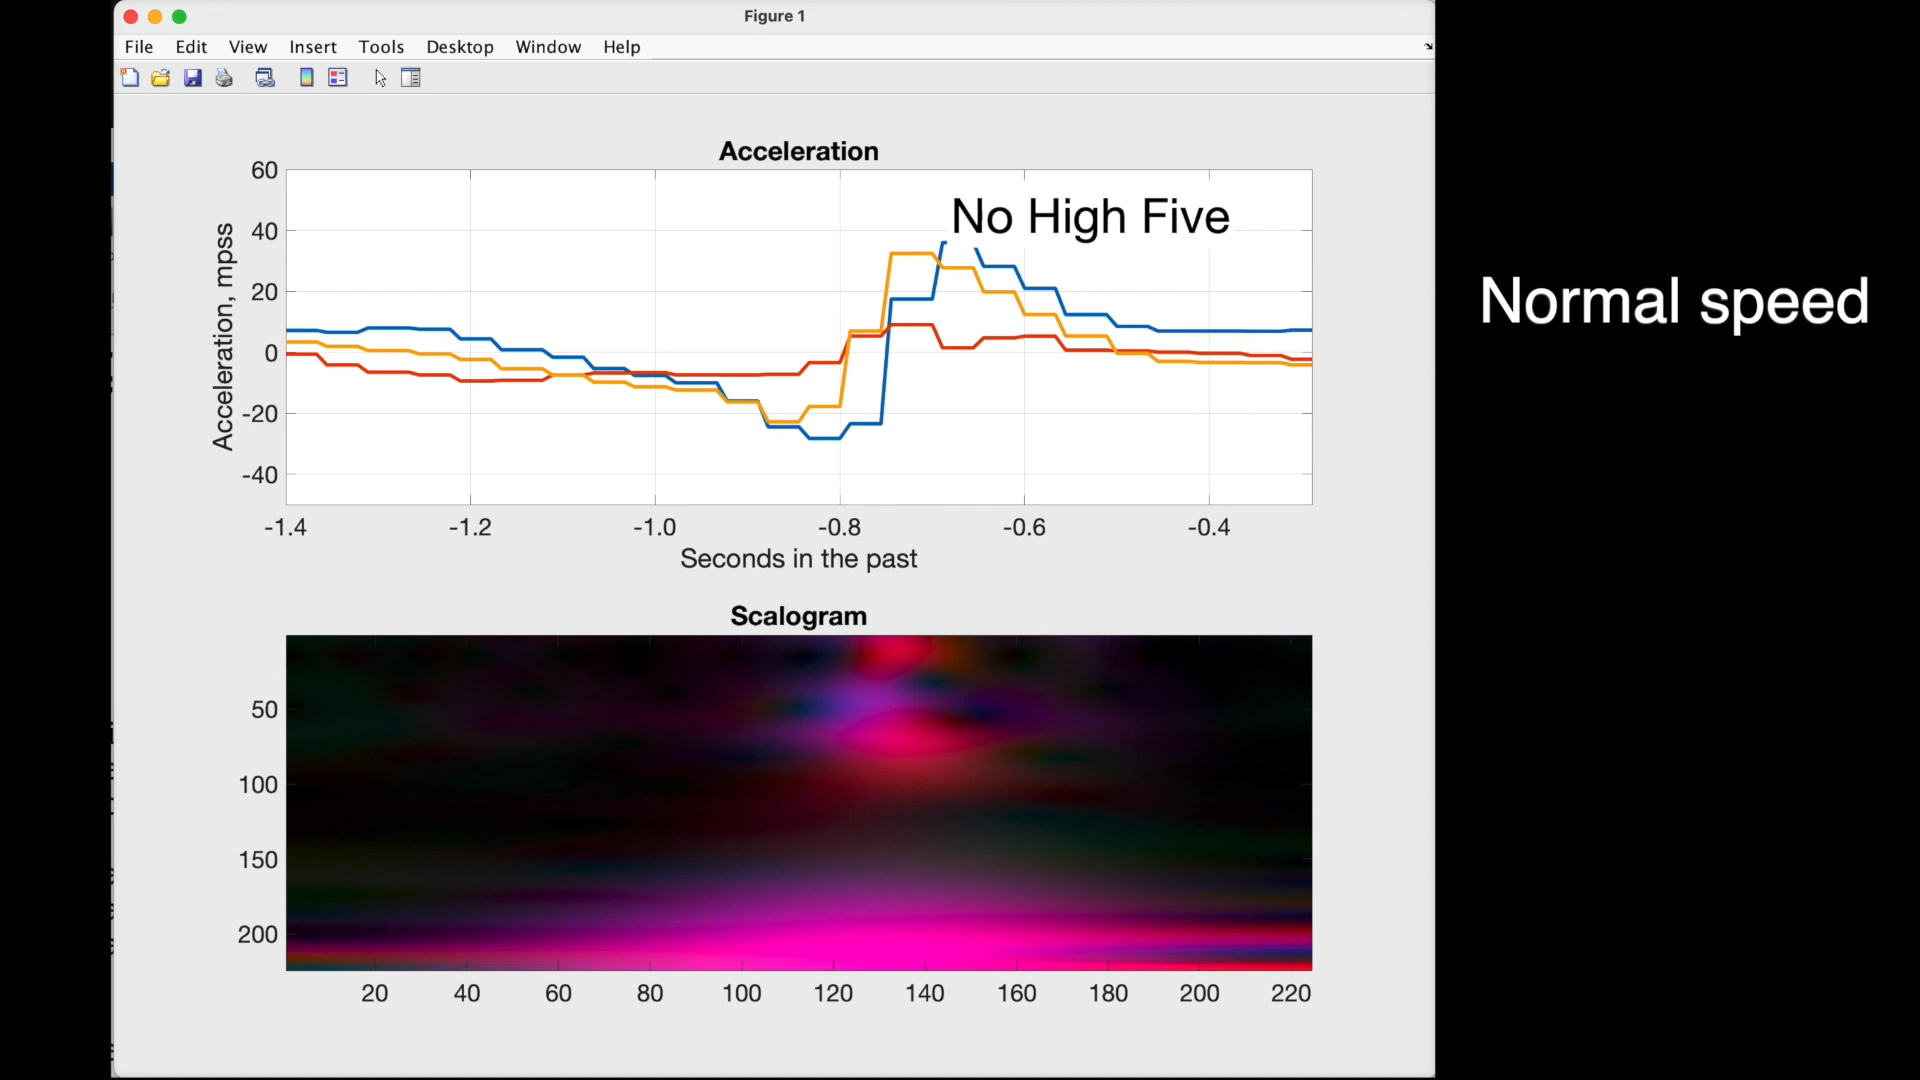 Figure 1
File Edit View Insert Tools Desktop Window Help
Acceleration
60
40
20
0
-20
-40
Acceleration, mpss
No High Five
-1.4 -1.2 -1.0 -0.8 -0.6 -0.4
Seconds in the past
Normal speed
Scalogram
50
100
150
200
20 40 60 80 100 120 140 160 180 200 220